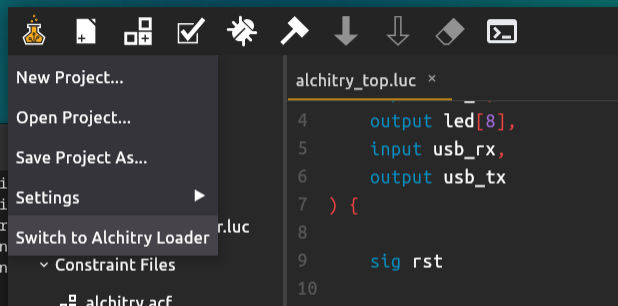 New Project...
Open Project...
Save Project As...
Settings
Switch to Alchitry Loader
r.luc
Constraint Files
alchitry.acf
alchitry_top.luc ×
4 output led[8],
5 input usb_rx,
6 output usb_tx
7 ) {
8
9 sig rst
10